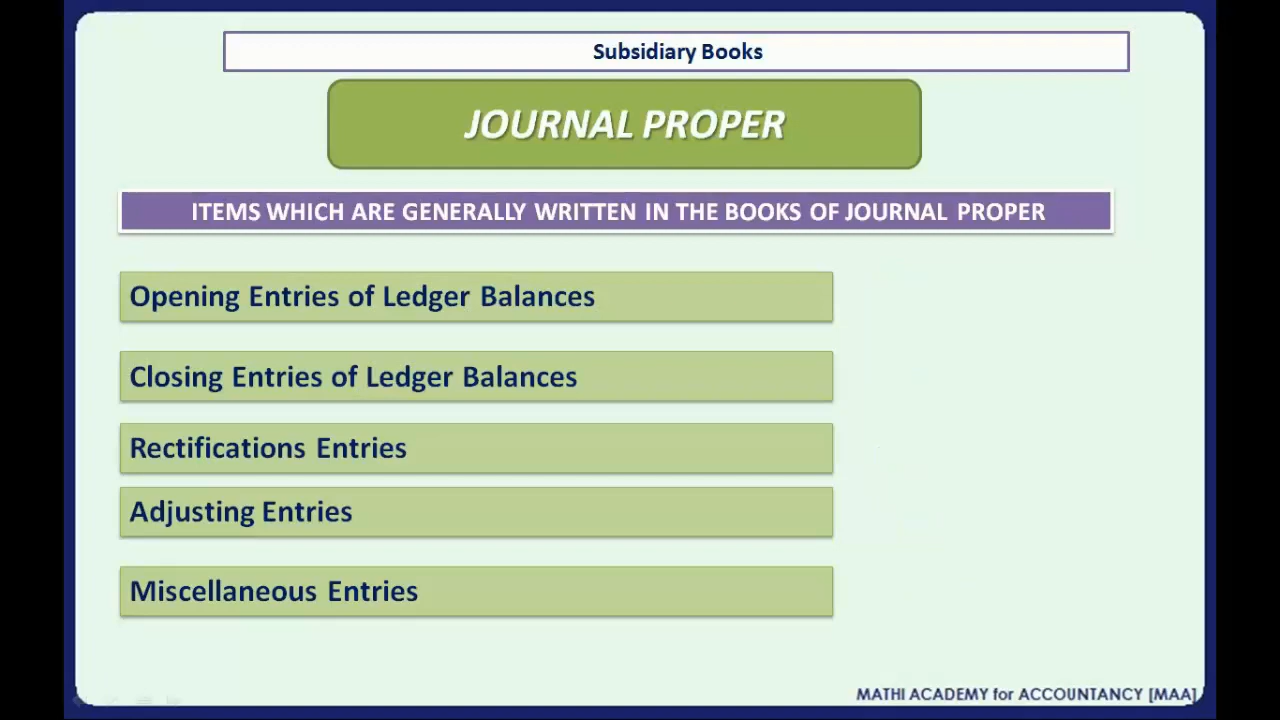 Subsidiary Books
JOURNAL PROPER
ITEMS WHICH ARE GENERALLY WRITTEN IN THE BOOKS OF JOURNAL PROPER
Opening Entries of Ledger Balances
Closing Entries of Ledger Balances
Rectifications Entries
Adjusting Entries
Miscellaneous Entries
MATHI ACADEMY for ACCOUNTANCY [MAA]